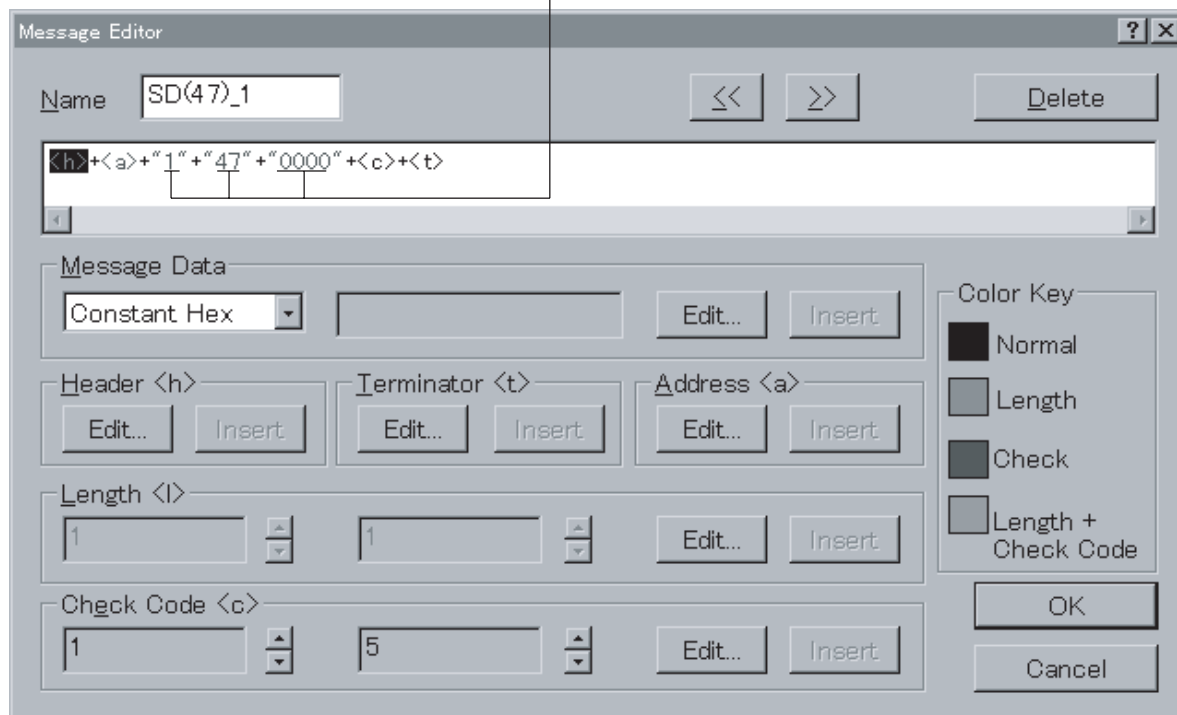 Message Editor
Name SD(47)_1 << >> Delete
<h>+<a>+"1"+"47"+"0000"+<c>+<t>
Message Data
Constant Hex Edit... Insert
Header <h> Terminator <t> Address <a>
Edit... Insert Edit... Insert Edit... Insert
Length <l>
1 1 Edit... Insert
Check Code <c>
1 5 Edit... Insert
Color Key
Normal
Length
Check
Length +
Check Code
OK
Cancel